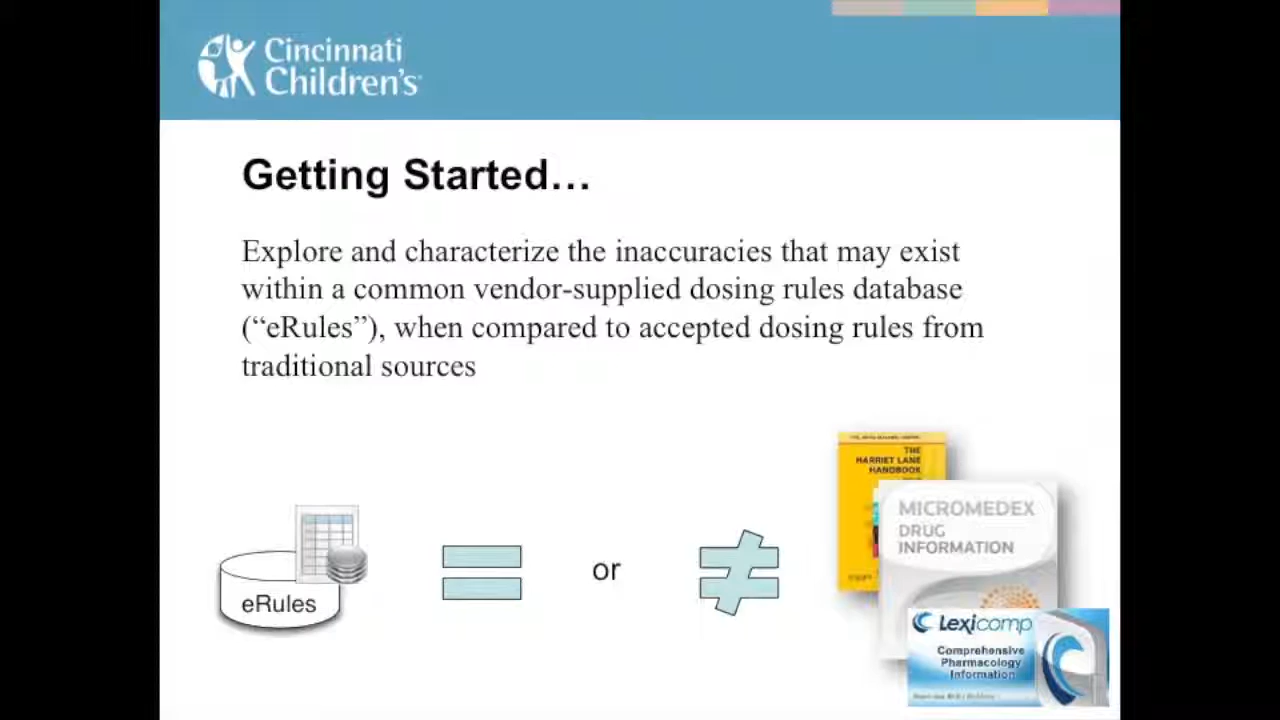 Cincinnati
Children's
Getting Started…
Explore and characterize the inaccuracies that may exist
within a common vendor-supplied dosing rules database
(“eRules”), when compared to accepted dosing rules from
traditional sources
eRules
or
THE
HARRIET LANE
HANDBOOK
MICROMEDEX
DRUG
INFORMATION
Lexicomp
Comprehensive
Pharmacology
Information